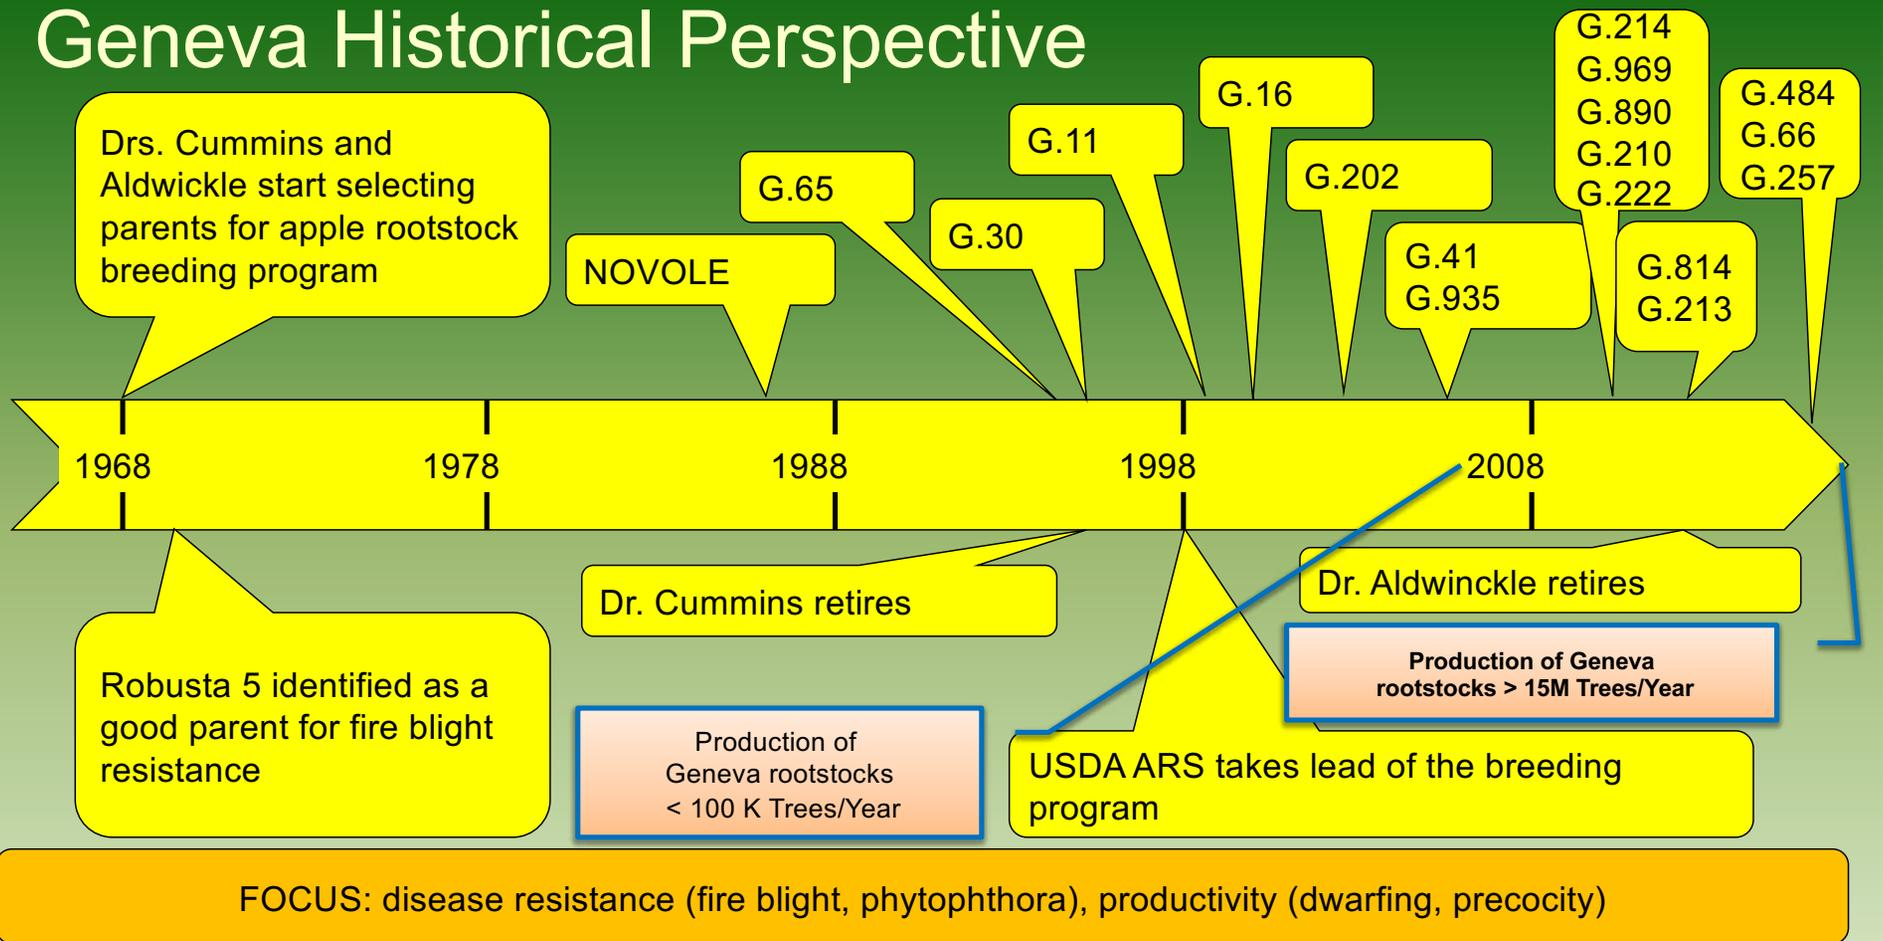 Geneva Historical Perspective
Drs. Cummins and
Aldwickle start selecting
parents for apple rootstock
breeding program
NOVOLE
G.65
G.30
G.11
G.16
G.202
G.41
G.935
G.214
G.969
G.890
G.210
G.222
G.814
G.213
G.484
G.66
G.257
1968
1978
1988
1998
2008
Robusta 5 identified as a
good parent for fire blight
resistance
Dr. Cummins retires
Production of
Geneva rootstocks
< 100 K Trees/Year
USDA ARS takes lead of the breeding
program
Dr. Aldwinckle retires
Production of Geneva
rootstocks > 15M Trees/Year
FOCUS: disease resistance (fire blight, phytophthora), productivity (dwarfing, precocity)